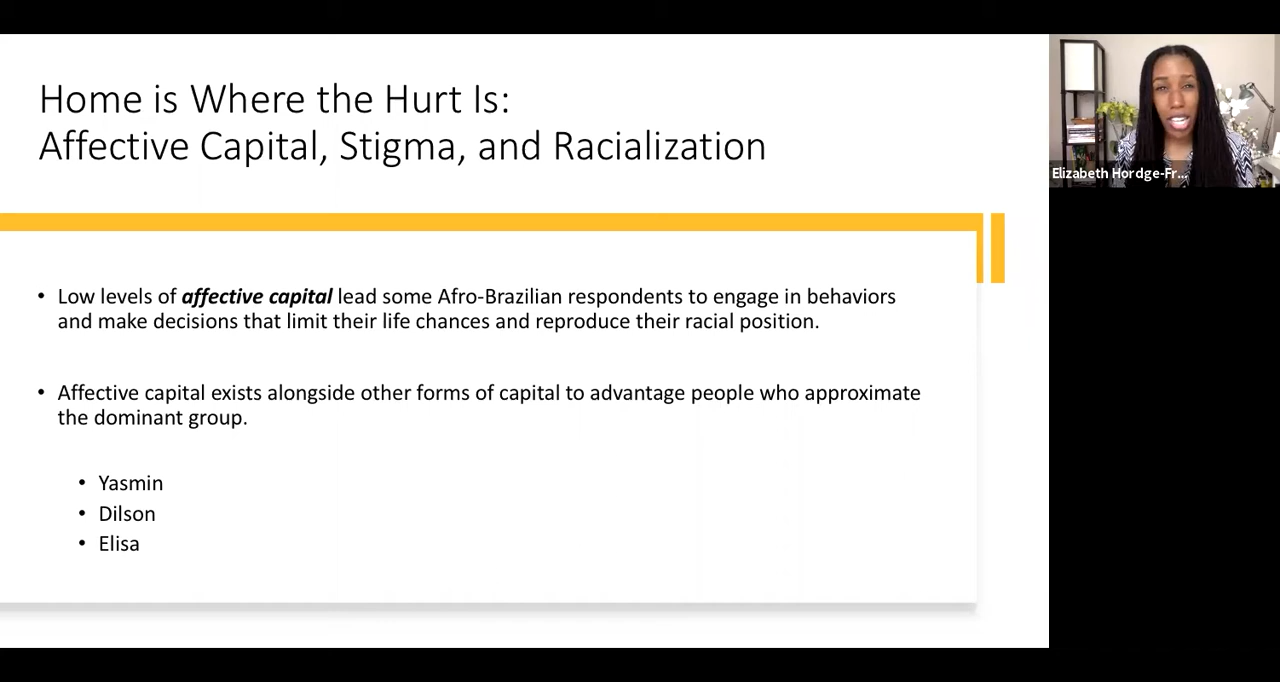 Home is Where the Hurt Is:
Affective Capital, Stigma, and Racialization
Elizabeth Hordge-Fr...
• Low levels of affective capital lead some Afro-Brazilian respondents to engage in behaviors
and make decisions that limit their life chances and reproduce their racial position.
• Affective capital exists alongside other forms of capital to advantage people who approximate
the dominant group.
• Yasmin
• Dilson
• Elisa